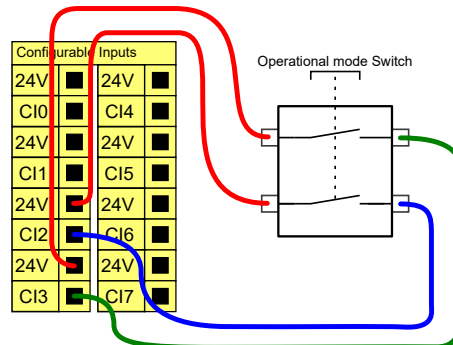 Configurable Inputs
Operational mode Switch
24V 24V
CI0 CI4
24V 24V
CI1 CI5
24V 24V
CI2 CI6
24V 24V
CI3 CI7